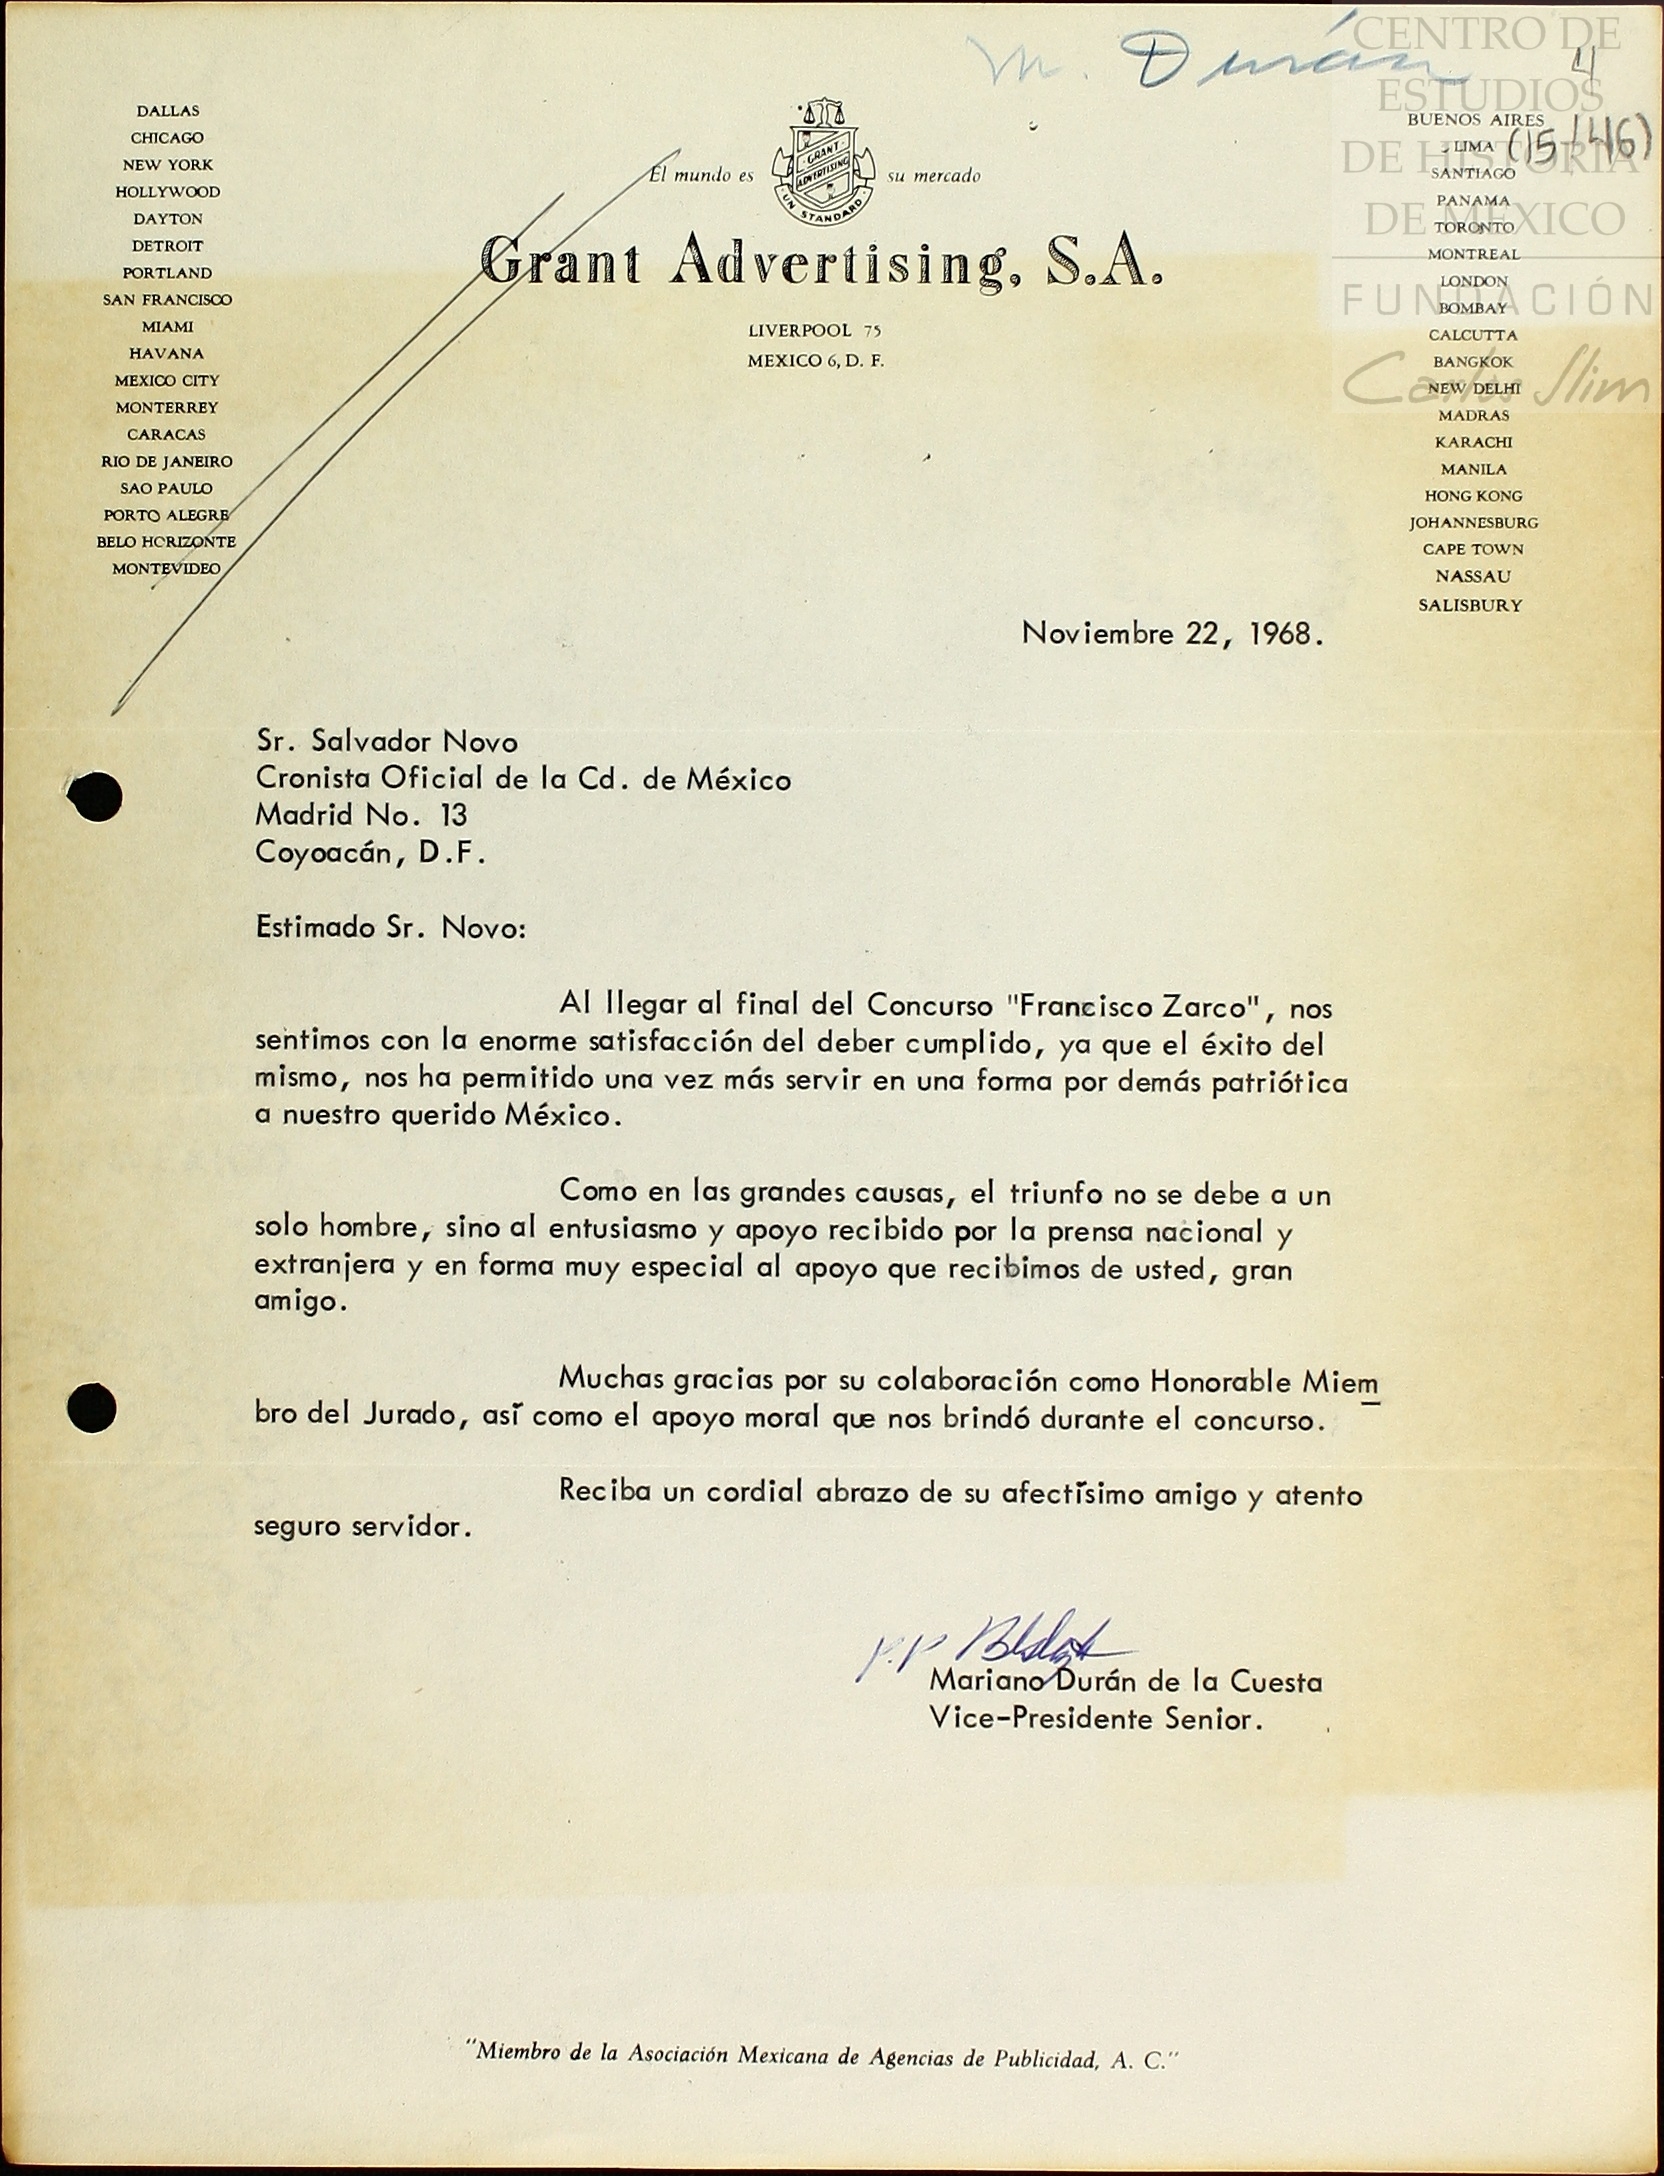 M. Durán
4
(15/46)
CENTRO DE
ESTUDIOS
DE HISTORIA
DE MÉXICO
FUNDACIÓN
Carlos Slim
DALLAS
CHICAGO
NEW YORK
HOLLYWOOD
DAYTON
DETROIT
PORTLAND
SAN FRANCISCO
MIAMI
HAVANA
MEXICO CITY
MONTERREY
CARACAS
RIO DE JANEIRO
SAO PAULO
PORTO ALEGRE
BELO HORIZONTE
MONTEVIDEO
El mundo es su mercado
GRANT
ADVERTISING
UN STANDARD
Grant Advertising, S.A.
LIVERPOOL 75
MEXICO 6, D. F.
BUENOS AIRES
LIMA
SANTIAGO
PANAMA
TORONTO
MONTREAL
LONDON
BOMBAY
CALCUTTA
BANGKOK
NEW DELHI
MADRAS
KARACHI
MANILA
HONG KONG
JOHANNESBURG
CAPE TOWN
NASSAU
SALISBURY
Noviembre 22, 1968.
Sr. Salvador Novo
Cronista Oficial de la Cd. de México
Madrid No. 13
Coyoacán, D.F.
Estimado Sr. Novo:
Al llegar al final del Concurso "Francisco Zarco", nos
sentimos con la enorme satisfacción del deber cumplido, ya que el éxito del
mismo, nos ha permitido una vez más servir en una forma por demás patriótica
a nuestro querido México.
Como en las grandes causas, el triunfo no se debe a un
solo hombre, sino al entusiasmo y apoyo recibido por la prensa nacional y
extranjera y en forma muy especial al apoyo que recibimos de usted, gran
amigo.
Muchas gracias por su colaboración como Honorable Miem
bro del Jurado, así como el apoyo moral que nos brindó durante el concurso.
Reciba un cordial abrazo de su afectísimo amigo y atento
seguro servidor.
p.p
Mariano Durán de la Cuesta
Vice-Presidente Senior.
"Miembro de la Asociación Mexicana de Agencias de Publicidad, A. C."